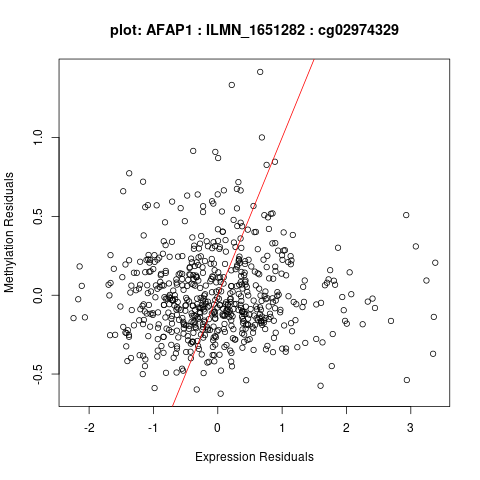 plot: AFAP1 : ILMN_1651282 : cg02974329
Methylation Residuals
1.0
0.5
0.0
-0.5
-2 -1 0 1 2 3
Expression Residuals